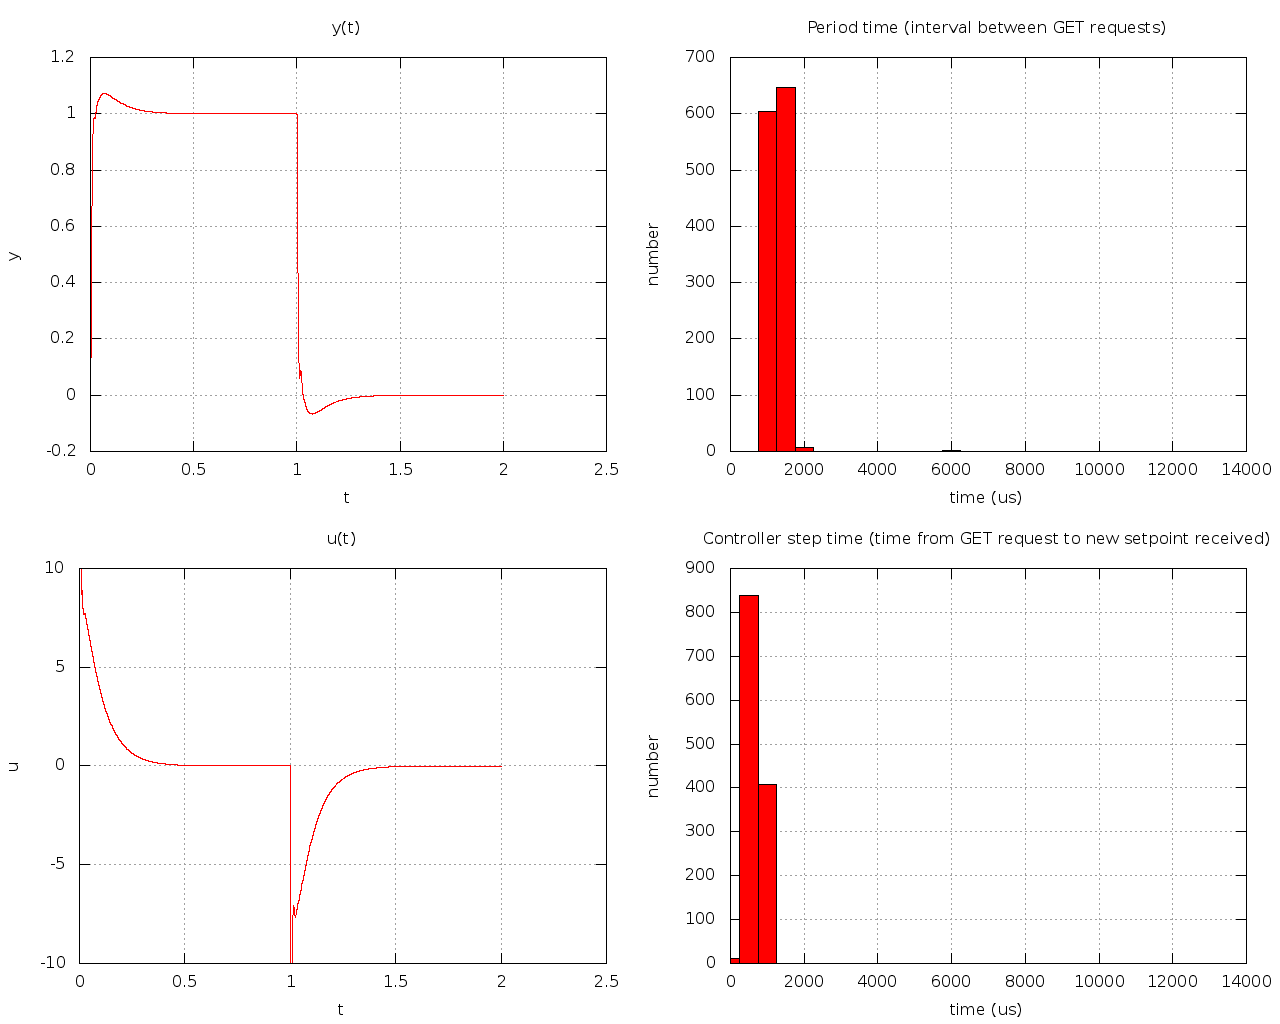 y(t)
1.2
1
0.8
0.6
0.4
0.2
0
-0.2
y
0 0.5 1 1.5 2 2.5
t
Period time (interval between GET requests)
700
600
500
400
300
200
100
0
number
0 2000 4000 6000 8000 10000 12000 14000
time (us)
u(t)
10
5
0
-5
-10
u
0 0.5 1 1.5 2 2.5
t
Controller step time (time from GET request to new setpoint received)
900
800
700
600
500
400
300
200
100
0
number
0 2000 4000 6000 8000 10000 12000 14000
time (us)